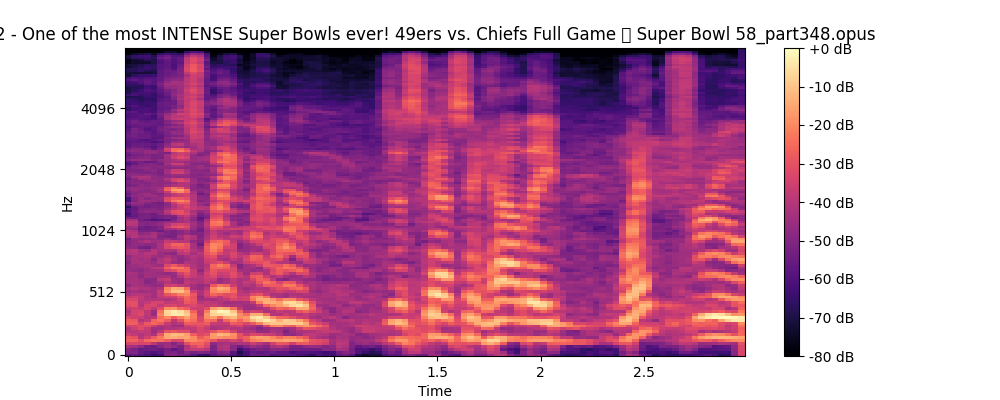 2 - One of the most INTENSE Super Bowls ever! 49ers vs. Chiefs Full Game ▯ Super Bowl 58_part348.opus
+0 dB
4096
-10 dB
-20 dB
2048
-30 dB
Hz
-40 dB
1024
-50 dB
512
-60 dB
-70 dB
0
-80 dB
0 0.5 1 1.5 2 2.5
Time